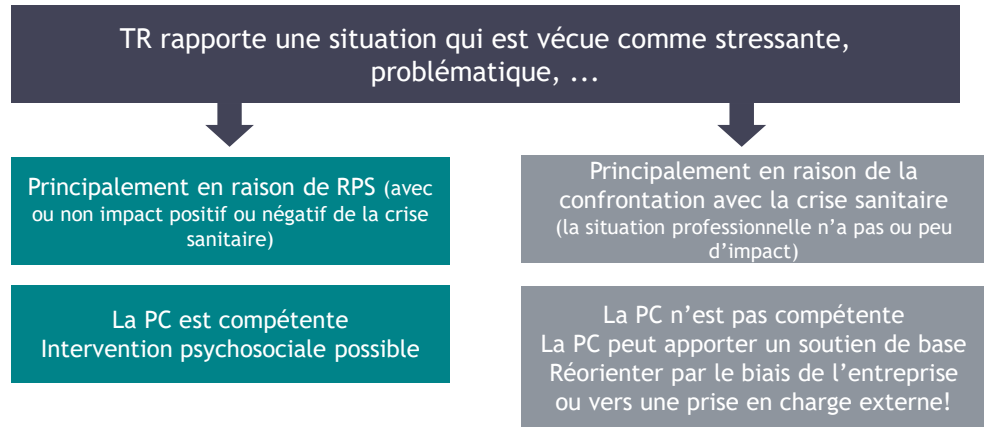 TR rapporte une situation qui est vécue comme stressante,
problématique, ...
Principalement en raison de RPS (avec
ou non impact positif ou négatif de la crise
sanitaire)
La PC est compétente
Intervention psychosociale possible
Principalement en raison de la
confrontation avec la crise sanitaire
(la situation professionnelle n’a pas ou peu
d’impact)
La PC n’est pas compétente
La PC peut apporter un soutien de base
Réorienter par le biais de l’entreprise
ou vers une prise en charge externe!